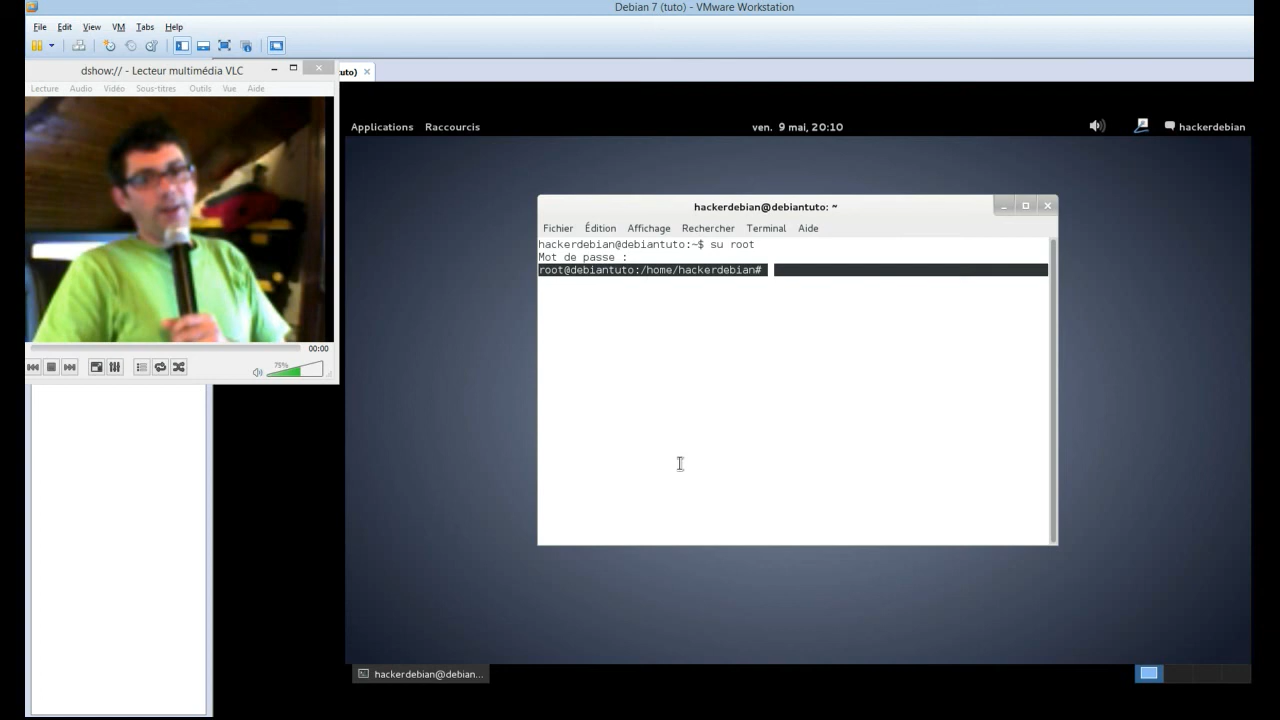 Debian 7 (tuto) - VMware Workstation
File Edit View VM Tabs Help
dshow:// - Lecteur multimédia VLC
Lecture Audio Vidéo Sous-titres Outils Vue Aide
00:00
75%
tuto)
Applications Raccourcis ven. 9 mai, 20:10 hackerdebian
hackerdebian@debiantuto: ~
Fichier Édition Affichage Rechercher Terminal Aide
hackerdebian@debiantuto:~$ su root
Mot de passe :
root@debiantuto:/home/hackerdebian#
hackerdebian@debian...